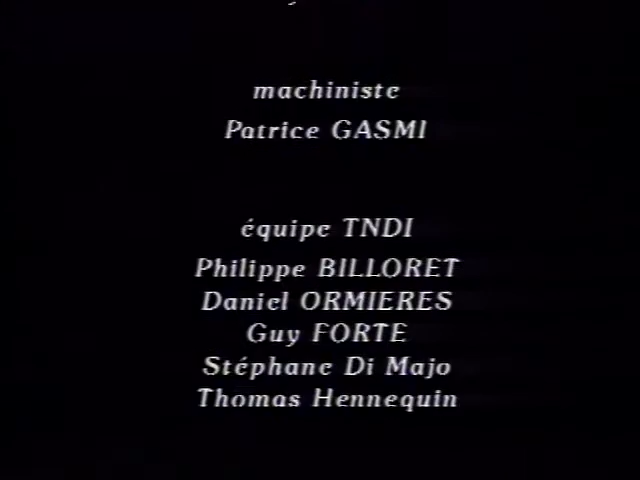 machiniste
Patrice GASMI
équipe TNDI
Philippe BILLORET
Daniel ORMIERES
Guy FORTE
Stéphane Di Majo
Thomas Hennequin